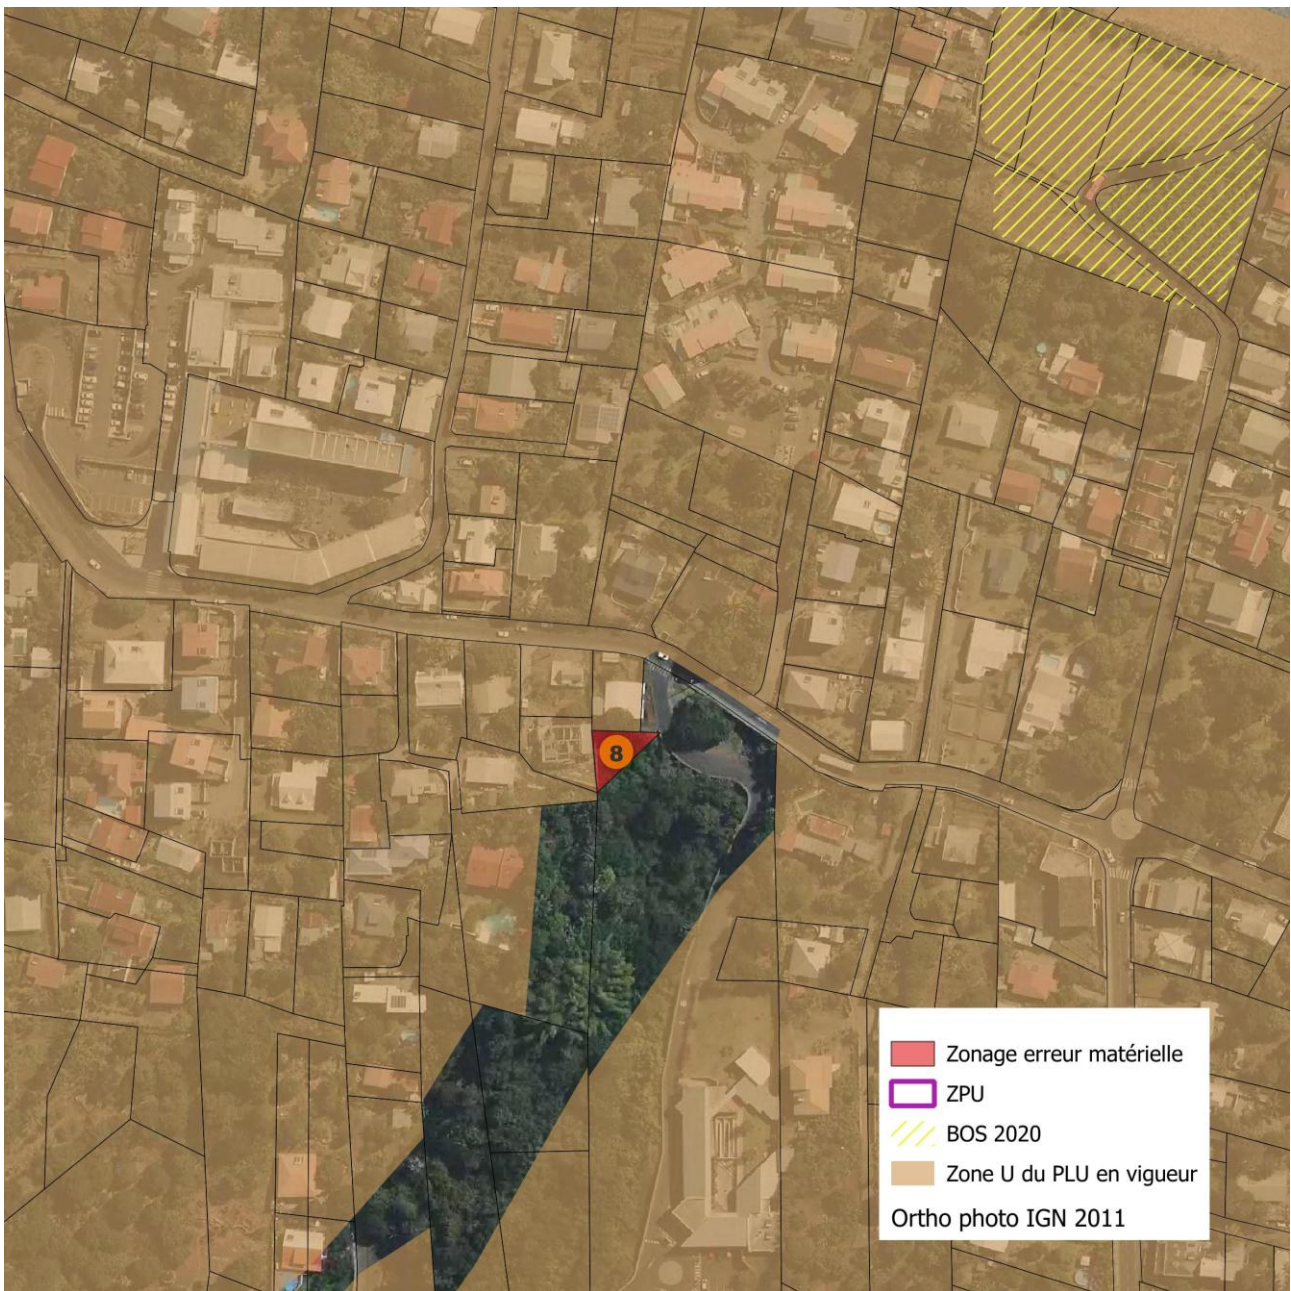 8
Zonage erreur matérielle
ZPU
BOS 2020
Zone U du PLU en vigueur
Ortho photo IGN 2011